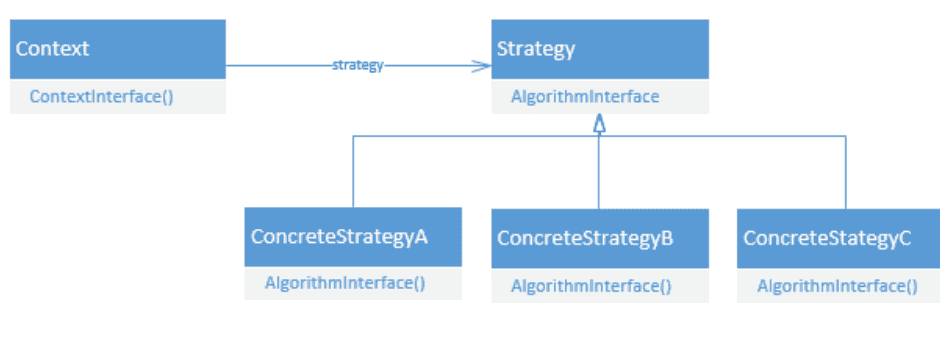 Context
ContextInterface()
strategy
Strategy
AlgorithmInterface
ConcreteStrategyA
AlgorithmInterface()
ConcreteStrategyB
AlgorithmInterface()
ConcreteStategyC
AlgorithmInterface()